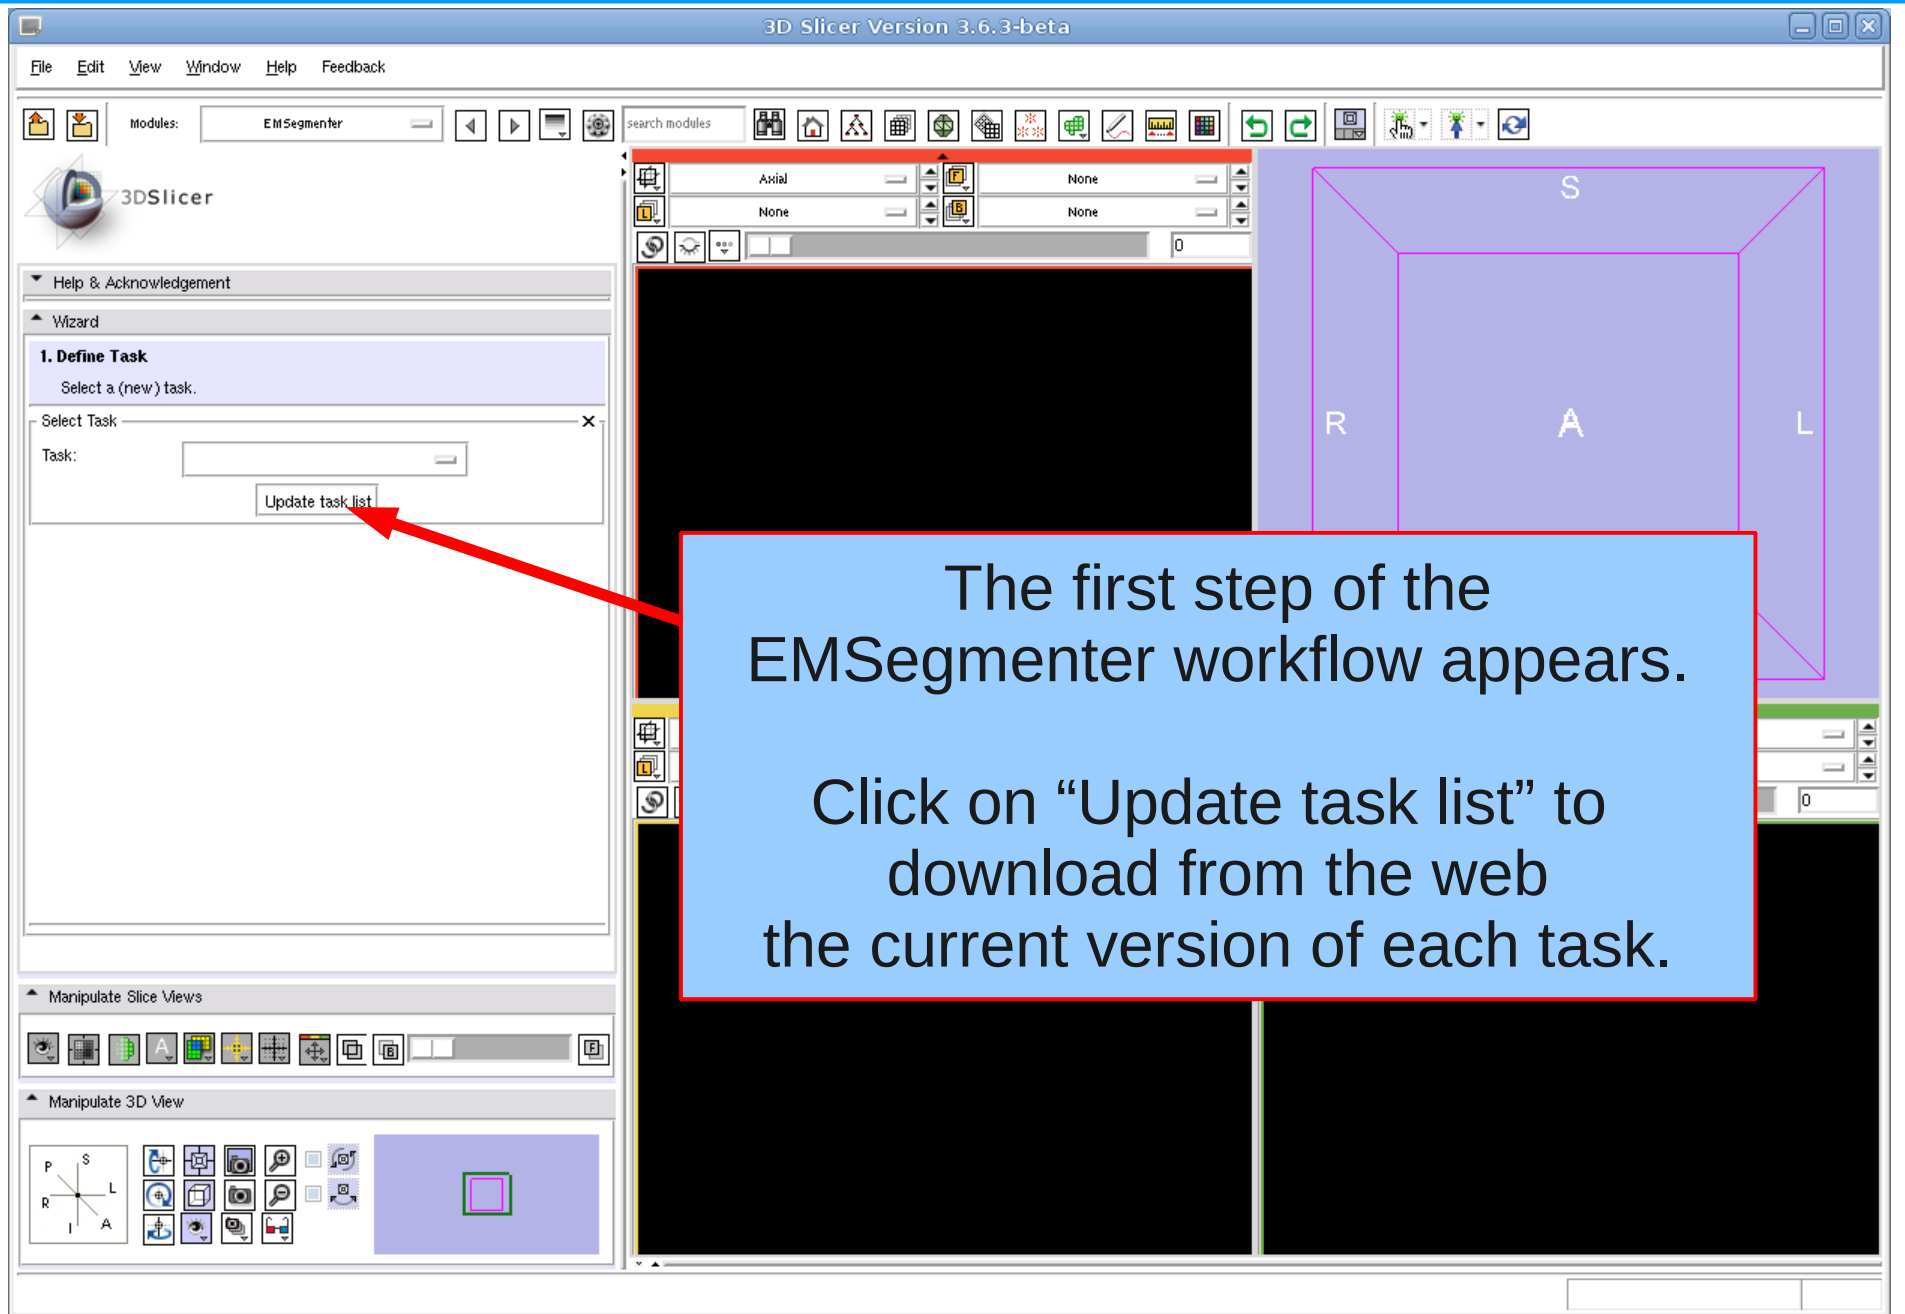 3D Slicer Version 3.6.3-beta
File Edit View Window Help Feedback
Modules: EMSegmenter search modules
3DSlicer
Help & Acknowledgement
Wizard
1. Define Task
Select a (new) task.
Select Task
Task:
Update task list
Axial None
None None
0
S
R A L
The first step of the
EMSegmenter workflow appears.
Click on “Update task list” to
download from the web
the current version of each task.
0
Manipulate Slice Views
Manipulate 3D View
P S
R L
I A